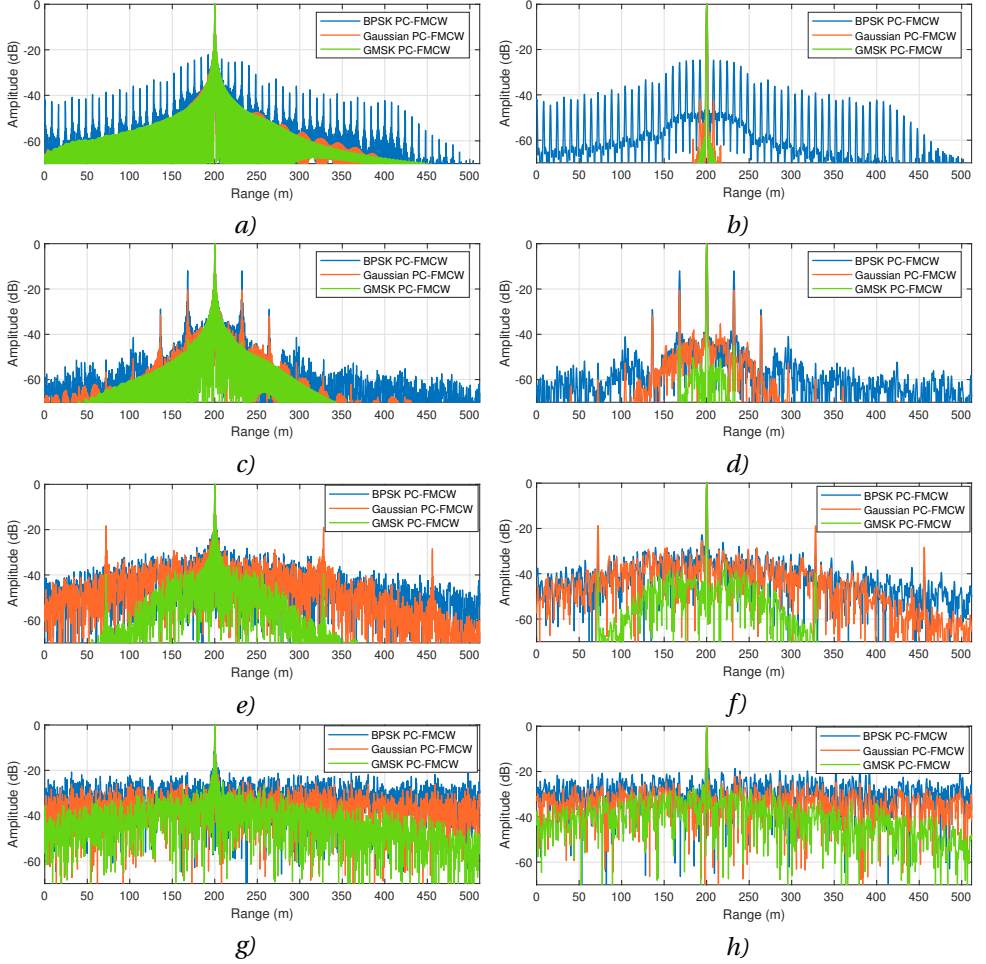 0
-20
-40
-60
Amplitude (dB)
BPSK PC-FMCW
Gaussian PC-FMCW
GMSK PC-FMCW
0 50 100 150 200 250 300 350 400 450 500
Range (m)
a)
0
-20
-40
-60
Amplitude (dB)
BPSK PC-FMCW
Gaussian PC-FMCW
GMSK PC-FMCW
0 50 100 150 200 250 300 350 400 450 500
Range (m)
b)
0
-20
-40
-60
Amplitude (dB)
BPSK PC-FMCW
Gaussian PC-FMCW
GMSK PC-FMCW
0 50 100 150 200 250 300 350 400 450 500
Range (m)
c)
0
-20
-40
-60
Amplitude (dB)
BPSK PC-FMCW
Gaussian PC-FMCW
GMSK PC-FMCW
0 50 100 150 200 250 300 350 400 450 500
Range (m)
d)
0
-20
-40
-60
Amplitude (dB)
BPSK PC-FMCW
Gaussian PC-FMCW
GMSK PC-FMCW
0 50 100 150 200 250 300 350 400 450 500
Range (m)
e)
0
-20
-40
-60
Amplitude (dB)
BPSK PC-FMCW
Gaussian PC-FMCW
GMSK PC-FMCW
0 50 100 150 200 250 300 350 400 450 500
Range (m)
f)
0
-20
-40
-60
Amplitude (dB)
BPSK PC-FMCW
Gaussian PC-FMCW
GMSK PC-FMCW
0 50 100 150 200 250 300 350 400 450 500
Range (m)
g)
0
-20
-40
-60
Amplitude (dB)
BPSK PC-FMCW
Gaussian PC-FMCW
GMSK PC-FMCW
0 50 100 150 200 250 300 350 400 450 500
Range (m)
h)